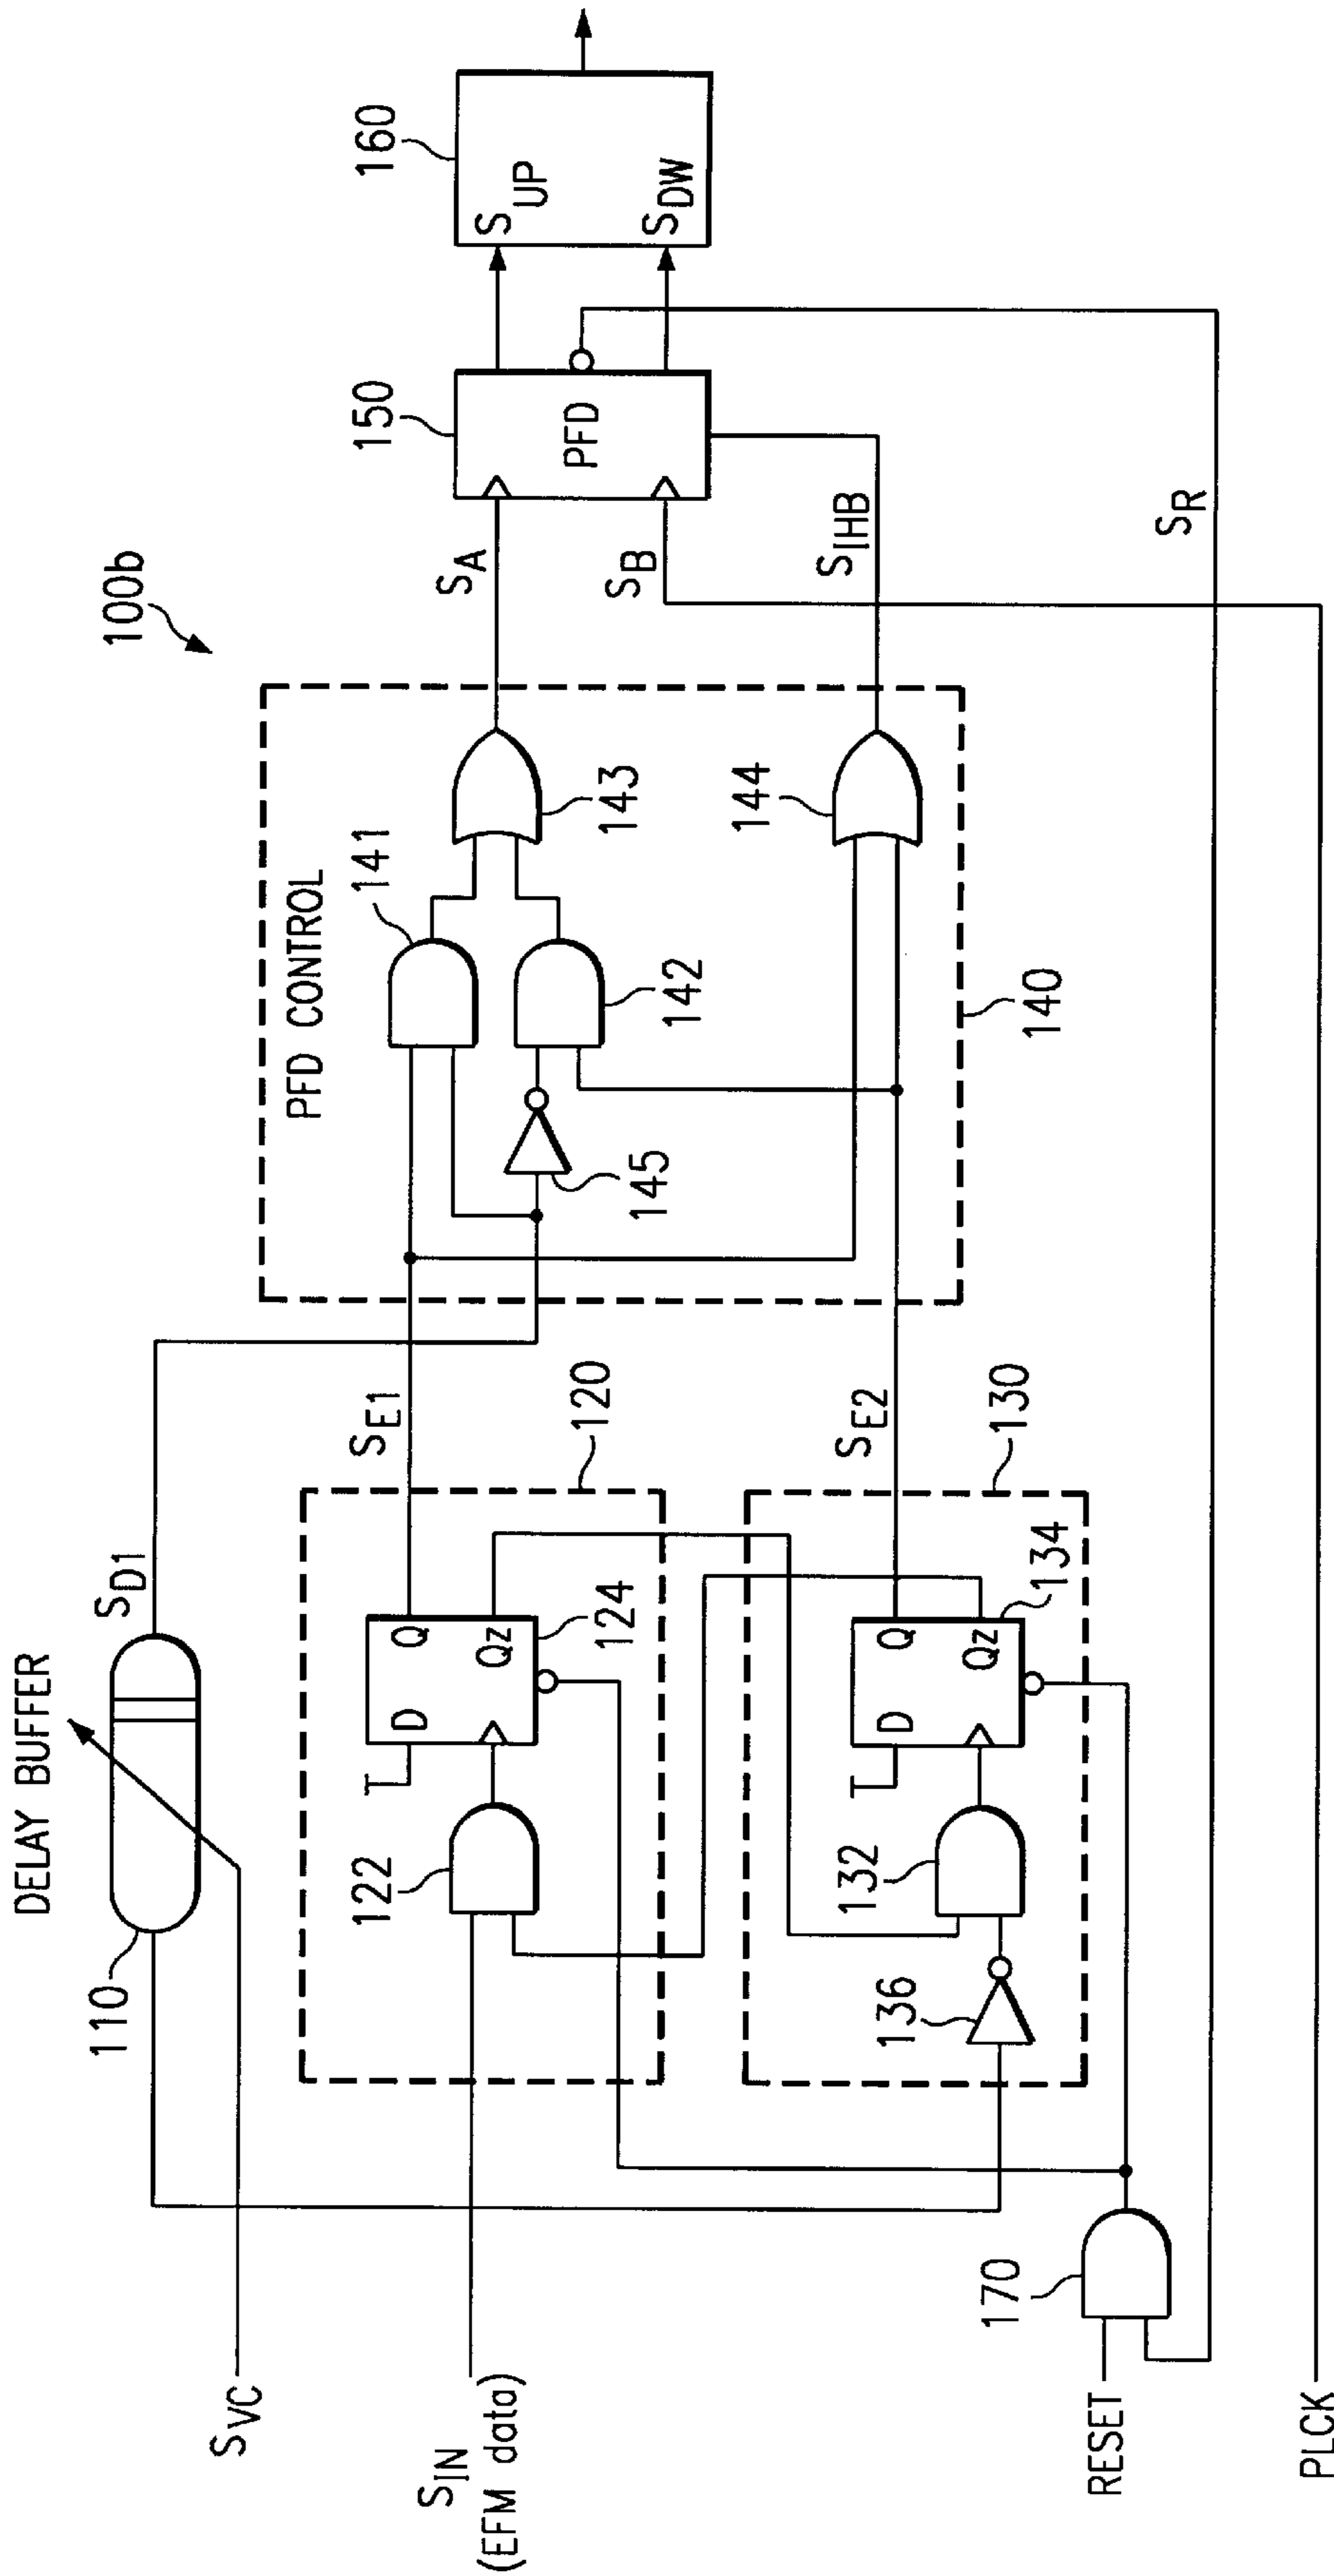 100b
DELAY BUFFER
110
S_VC
S_D1
S_IN
(EFM data)
122
D
Q
Qz
124
120
S_E1
136
132
D
Q
Qz
134
130
S_E2
PFD CONTROL
141
142
143
144
145
140
S_A
S_B
S_IHB
150
PFD
160
S_UP
S_DW
S_R
170
RESET
PLCK